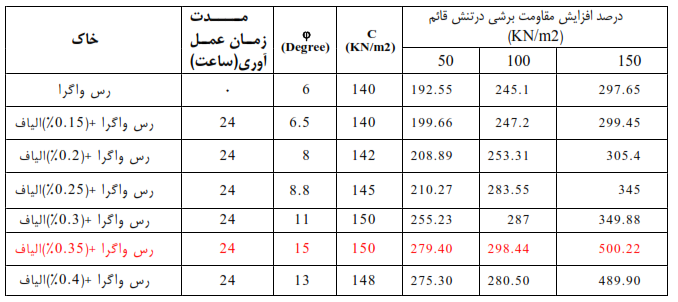 خاک	مـــدت زمان عمـل آوری(ساعت)	φ (Degree)	C (KN/m2)	درصد افزایش مقاومت برشی درتنش قائم (KN/m2)
50	100	150
رس واگرا	۰	6	140	192.55	245.1	297.65
رس واگرا +(0.15٪)الیاف	24	6.5	140	199.66	247.2	299.45
رس واگرا +(0.2٪)الیاف	24	8	142	208.89	253.31	305.4
رس واگرا +(0.25٪)الیاف	24	8.8	145	210.27	283.55	345
رس واگرا +(0.3٪)الیاف	24	11	150	255.23	287	349.88
رس واگرا +(0.35٪)الیاف	24	15	150	279.40	298.44	500.22
رس واگرا +(0.4٪)الیاف	24	13	148	275.30	280.50	489.90